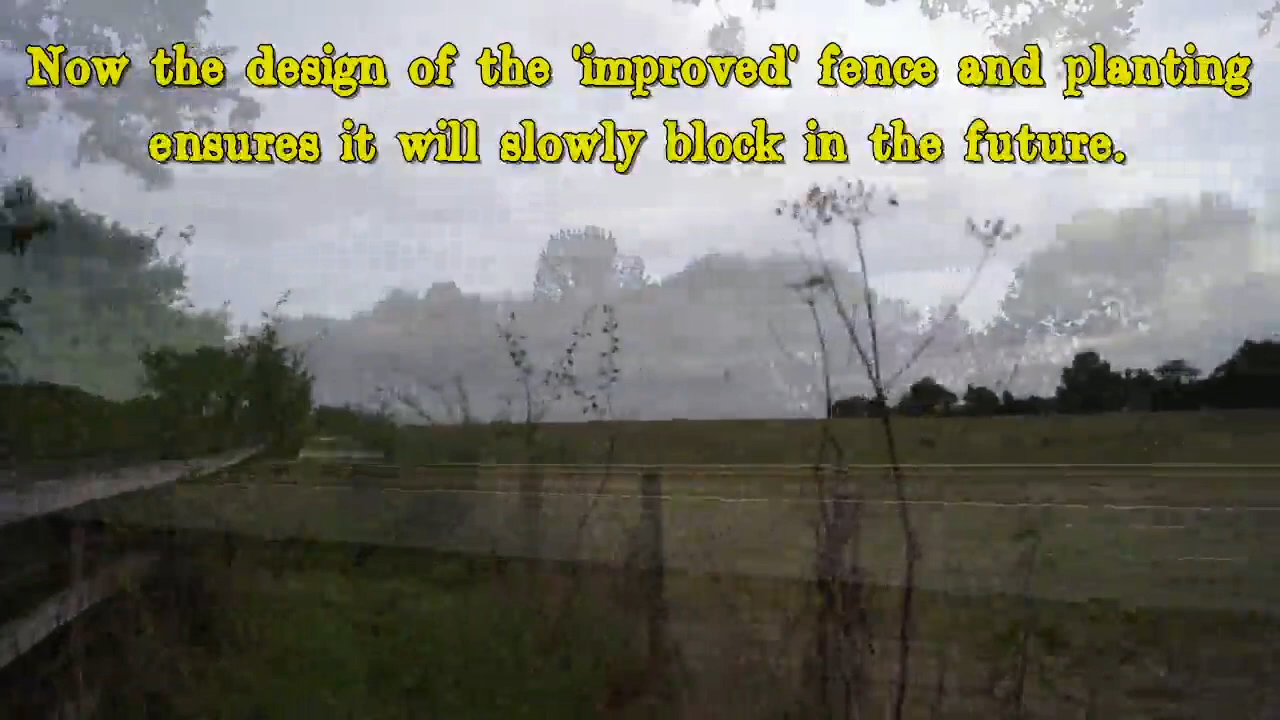 Now the design of the 'improved' fence and planting
ensures it will slowly block in the future.